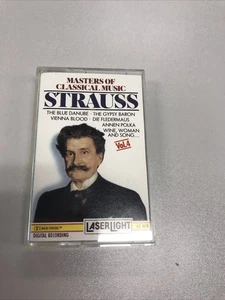 MASTERS OF
CLASSICAL MUSIC
STRAUSS
THE BLUE DANUBE · THE GYPSY BARON
VIENNA BLOOD · DIE FLEDERMAUS
ANNEN POLKA
WINE, WOMAN
AND SONG...
Vol. 4
DIGITAL RECORDING
LASERLIGHT